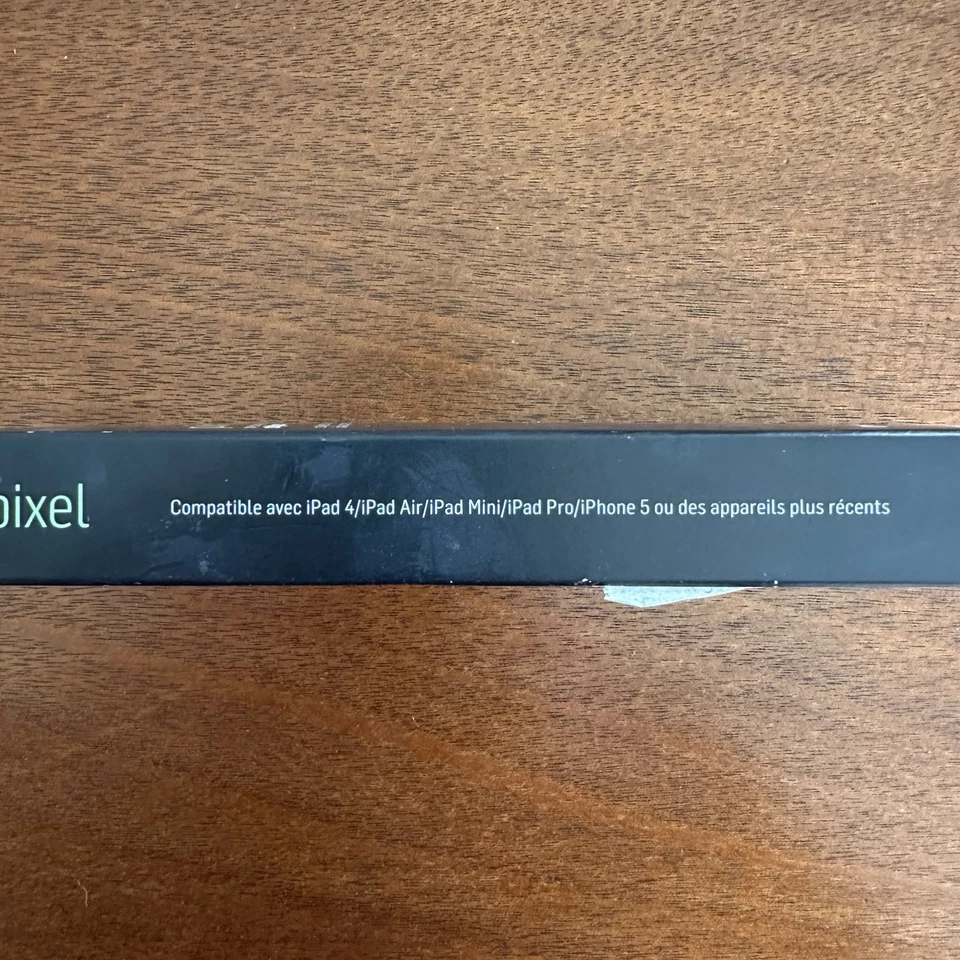 pixel
Compatible avec iPad 4/iPad Air/iPad Mini/iPad Pro/iPhone 5 ou des appareils plus récents